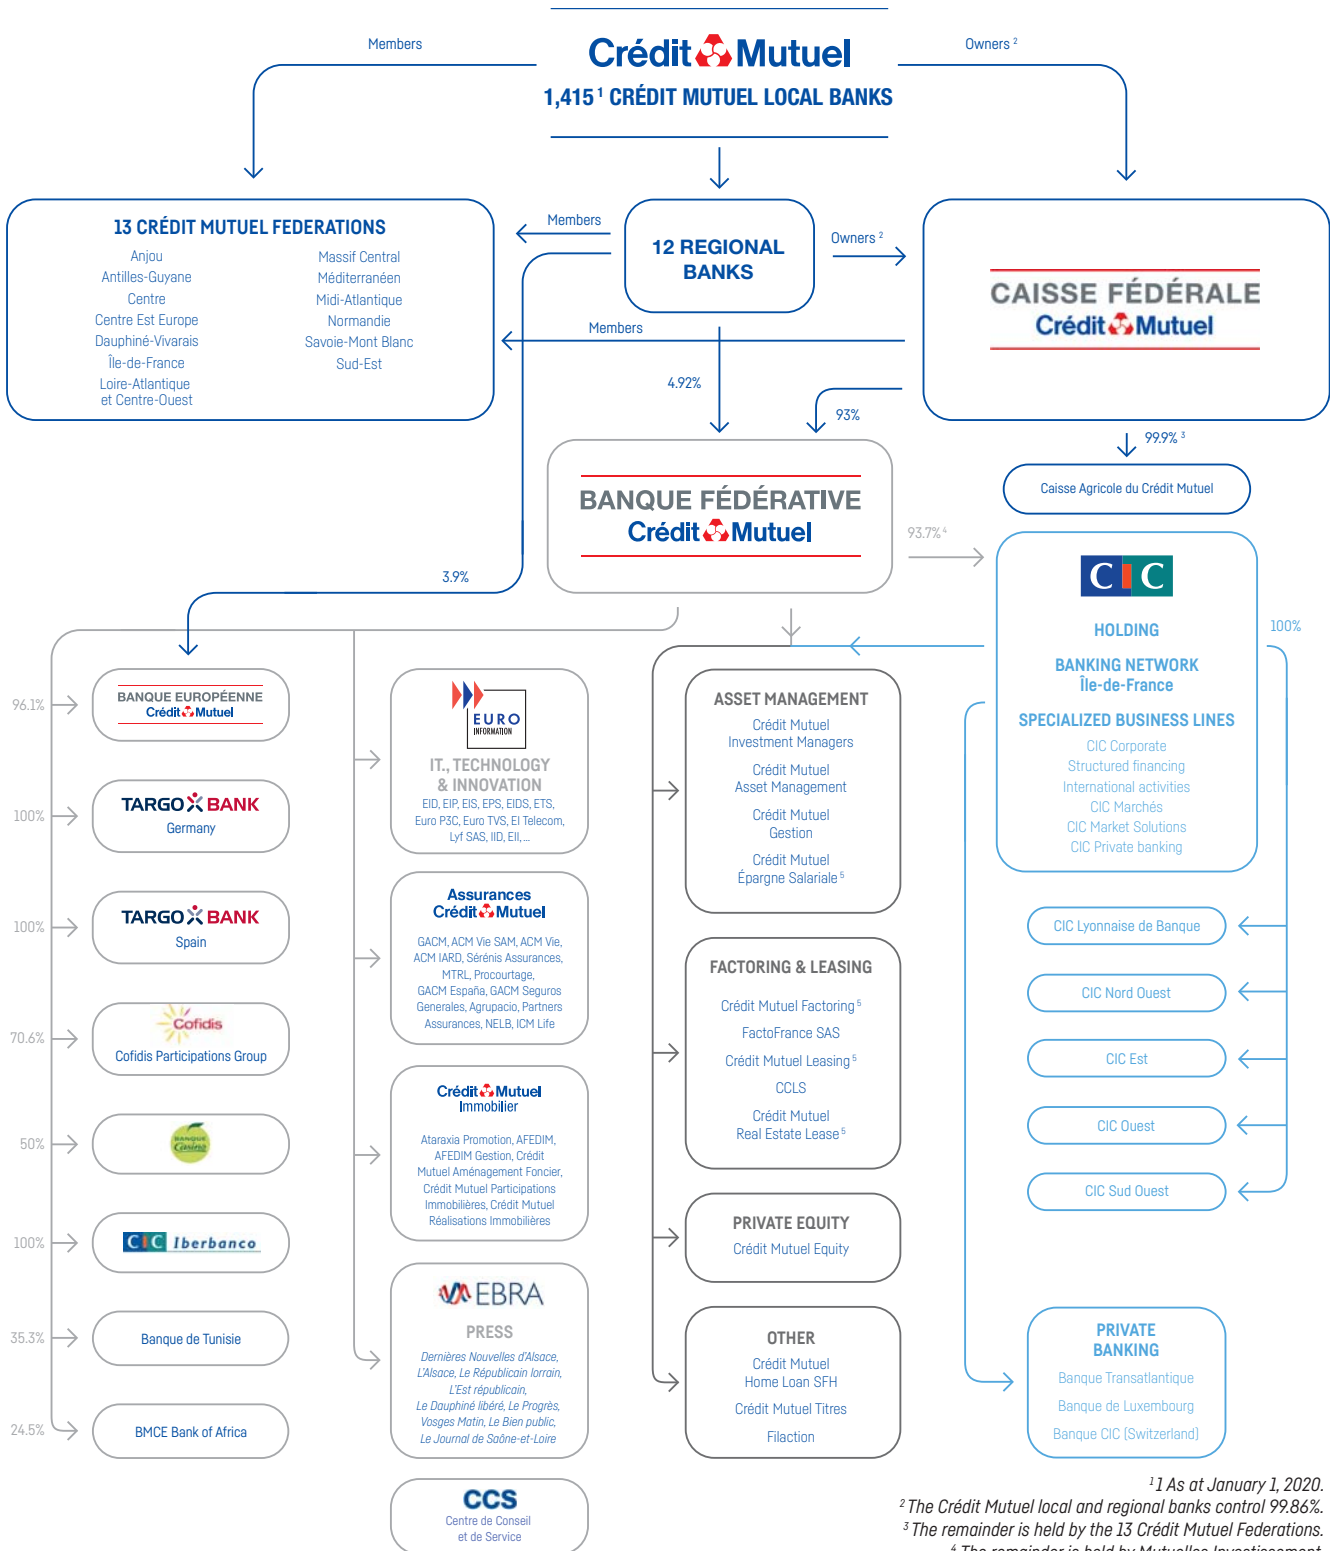 Members
Crédit Mutuel
Owners ²
1,415 ¹ CRÉDIT MUTUEL LOCAL BANKS
13 CRÉDIT MUTUEL FEDERATIONS
Anjou
Antilles-Guyane
Centre
Centre Est Europe
Dauphiné-Vivarais
Île-de-France
Loire-Atlantique
et Centre-Ouest
Massif Central
Méditerranéen
Midi-Atlantique
Normandie
Savoie-Mont Blanc
Sud-Est
Members
12 REGIONAL
BANKS
Owners ²
CAISSE FÉDÉRALE
Crédit Mutuel
Members
4.92%
93%
99.9% ³
Caisse Agricole du Crédit Mutuel
BANQUE FÉDÉRATIVE
Crédit Mutuel
93.7% ⁴
3.9%
CIC
HOLDING
BANKING NETWORK
Île-de-France
SPECIALIZED BUSINESS LINES
CIC Corporate
Structured financing
International activities
CIC Marchés
CIC Market Solutions
CIC Private banking
100%
96.1%
BANQUE EUROPÉENNE
Crédit Mutuel
100%
TARGO BANK
Germany
100%
TARGO BANK
Spain
70.6%
Cofidis
Cofidis Participations Group
50%
BANQUE
Casino
100%
CIC Iberbanco
35.3%
Banque de Tunisie
24.5%
BMCE Bank of Africa
EURO
INFORMATION
IT., TECHNOLOGY
& INNOVATION
EID, EIP, EIS, EPS, EIDS, ETS,
Euro P3C, Euro TVS, EI Telecom,
Lyf SAS, IID, EII, ...
Assurances
Crédit Mutuel
GACM, ACM Vie SAM, ACM Vie,
ACM IARD, Sérénis Assurances,
MTRL, Procourtage,
GACM España, GACM Seguros
Generales, Agrupacio, Partners
Assurances, NELB, ICM Life
Crédit Mutuel
Immobilier
Ataraxia Promotion, AFEDIM,
AFEDIM Gestion, Crédit
Mutuel Aménagement Foncier,
Crédit Mutuel Participations
Immobilières, Crédit Mutuel
Réalisations Immobilières
EBRA
PRESS
Dernières Nouvelles d'Alsace,
L'Alsace, Le Républicain lorrain,
L'Est républicain,
Le Dauphiné libéré, Le Progrès,
Vosges Matin, Le Bien public,
Le Journal de Saône-et-Loire
CCS
Centre de Conseil
et de Service
ASSET MANAGEMENT
Crédit Mutuel
Investment Managers
Crédit Mutuel
Asset Management
Crédit Mutuel
Gestion
Crédit Mutuel
Épargne Salariale ⁵
FACTORING & LEASING
Crédit Mutuel Factoring ⁵
FactoFrance SAS
Crédit Mutuel Leasing ⁵
CCLS
Crédit Mutuel
Real Estate Lease ⁵
PRIVATE EQUITY
Crédit Mutuel Equity
OTHER
Crédit Mutuel
Home Loan SFH
Crédit Mutuel Titres
Filaction
CIC Lyonnaise de Banque
CIC Nord Ouest
CIC Est
CIC Ouest
CIC Sud Ouest
PRIVATE
BANKING
Banque Transatlantique
Banque de Luxembourg
Banque CIC (Switzerland)
¹ 1 As at January 1, 2020.
² The Crédit Mutuel local and regional banks control 99.86%.
³ The remainder is held by the 13 Crédit Mutuel Federations.
⁴ The remainder is held by Mutuelles Investissement.